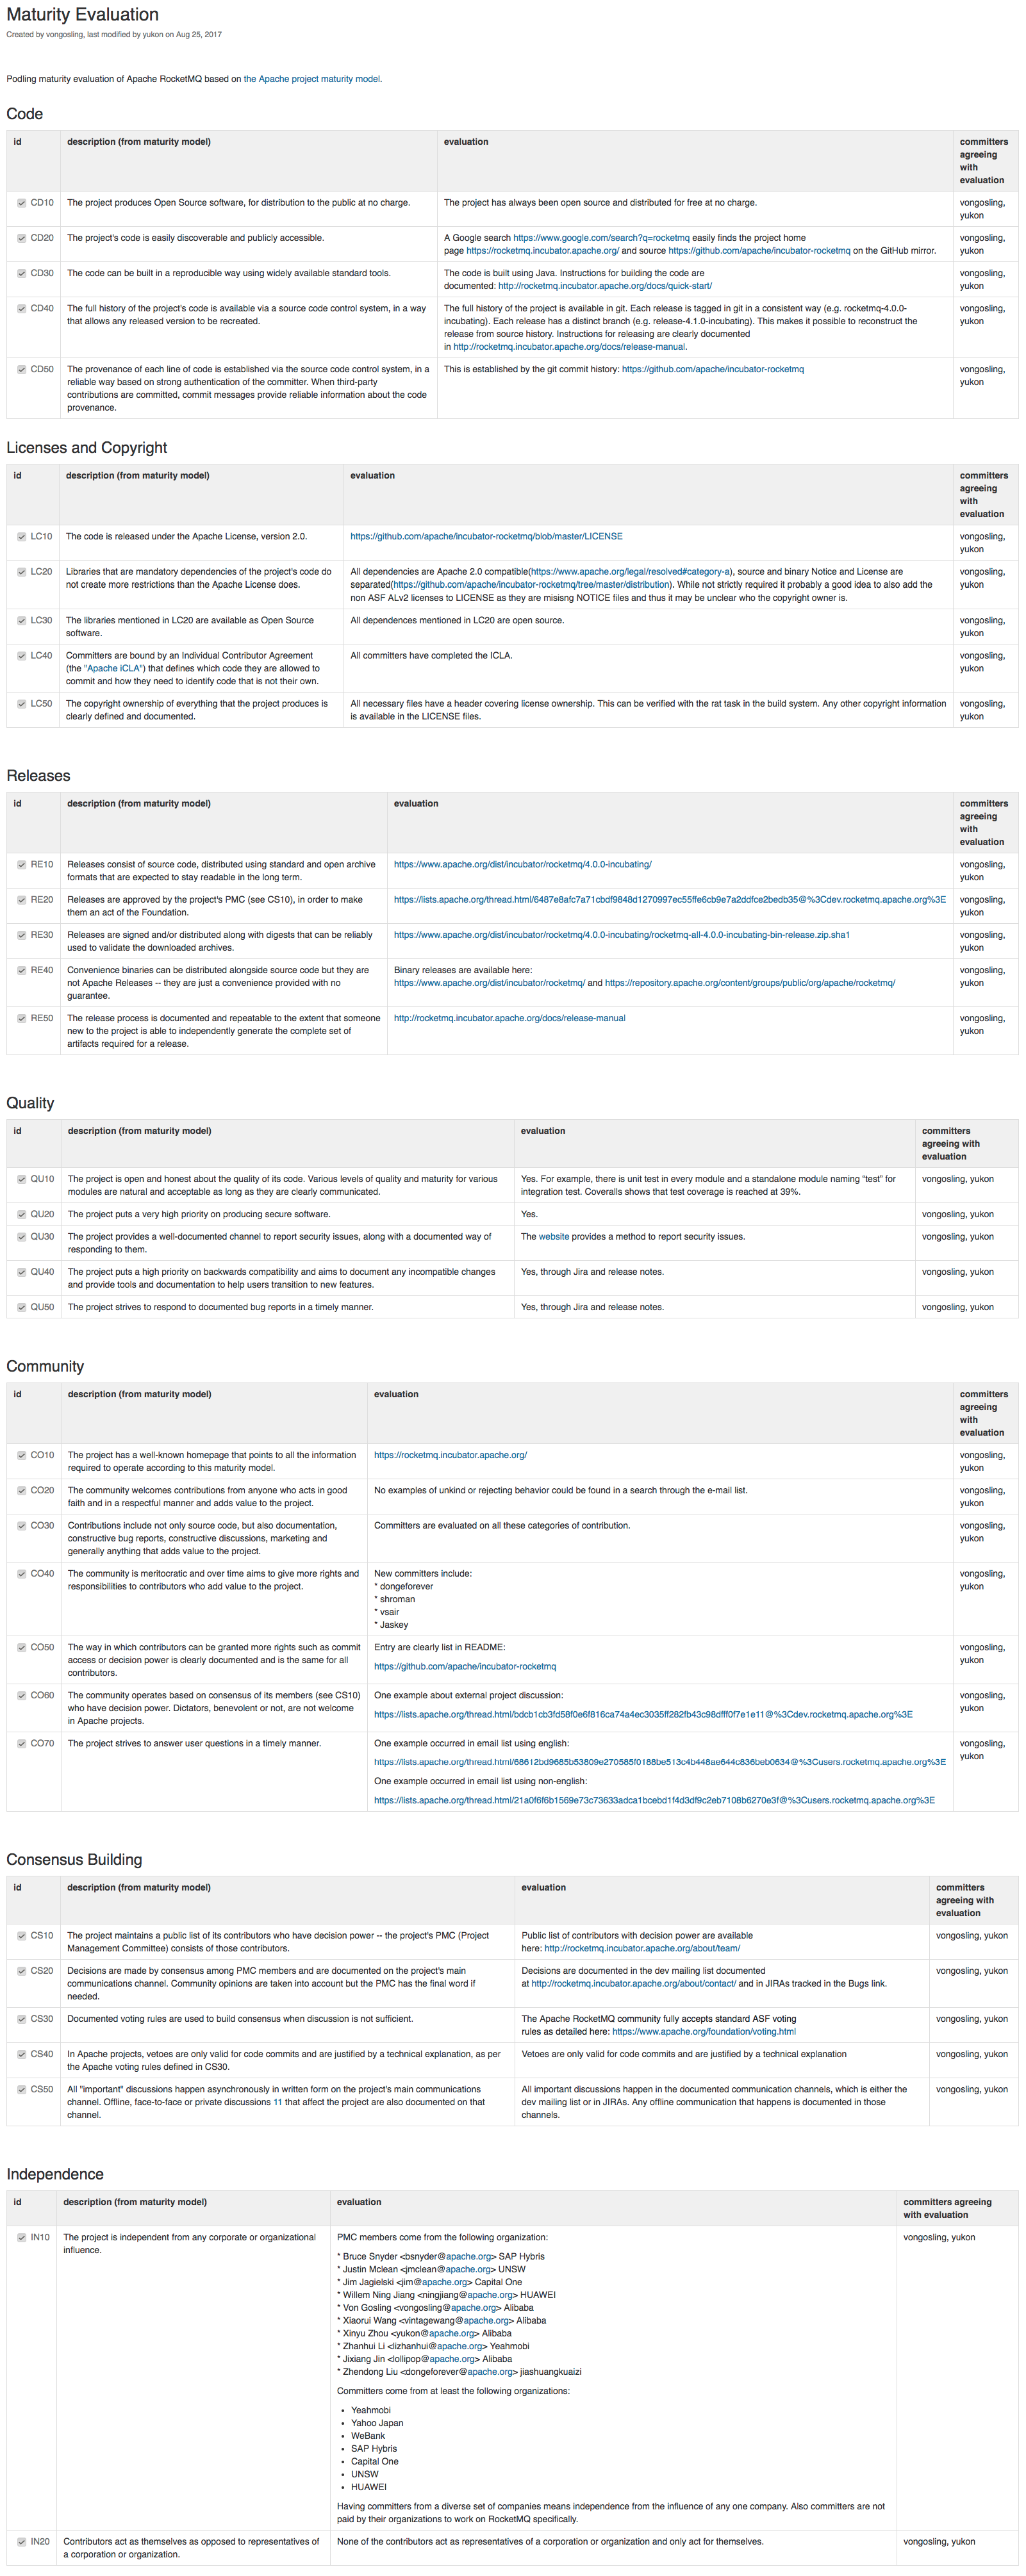 Maturity Evaluation
Created by vongosling, last modified by yukon on Aug 25, 2017
Podling maturity evaluation of Apache RocketMQ based on the Apache project maturity model.
Code
id
description (from maturity model)
evaluation
committers
agreeing
with
evaluation
CD10
The project produces Open Source software, for distribution to the public at no charge.
The project has always been open source and distributed for free at no charge.
vongosling,
yukon
CD20
The project's code is easily discoverable and publicly accessible.
A Google search https://www.google.com/search?q=rocketmq easily finds the project home
page https://rocketmq.incubator.apache.org/ and source https://github.com/apache/incubator-rocketmq on the GitHub mirror.
vongosling,
yukon
CD30
The code can be built in a reproducible way using widely available standard tools.
The code is built using Java. Instructions for building the code are
documented: http://rocketmq.incubator.apache.org/docs/quick-start/
vongosling,
yukon
CD40
The full history of the project's code is available via a source code control system, in a way
that allows any released version to be recreated.
The full history of the project is available in git. Each release is tagged in git in a consistent way (e.g. rocketmq-4.0.0-
incubating). Each release has a distinct branch (e.g. release-4.1.0-incubating). This makes it possible to reconstruct the
release from source history. Instructions for releasing are clearly documented
in http://rocketmq.incubator.apache.org/docs/release-manual.
vongosling,
yukon
CD50
The provenance of each line of code is established via the source code control system, in a
reliable way based on strong authentication of the committer. When third-party
contributions are committed, commit messages provide reliable information about the code
provenance.
This is established by the git commit history: https://github.com/apache/incubator-rocketmq
vongosling,
yukon
Licenses and Copyright
id
description (from maturity model)
evaluation
committers
agreeing
with
evaluation
LC10
The code is released under the Apache License, version 2.0.
https://github.com/apache/incubator-rocketmq/blob/master/LICENSE
vongosling,
yukon
LC20
Libraries that are mandatory dependencies of the project's code do
not create more restrictions than the Apache License does.
All dependencies are Apache 2.0 compatible(https://www.apache.org/legal/resolved#category-a), source and binary Notice and License are
separated(https://github.com/apache/incubator-rocketmq/tree/master/distribution). While not strictly required it probably a good idea to also add the
non ASF ALv2 licenses to LICENSE as they are misisng NOTICE files and thus it may be unclear who the copyright owner is.
vongosling,
yukon
LC30
The libraries mentioned in LC20 are available as Open Source
software.
All dependences mentioned in LC20 are open source.
vongosling,
yukon
LC40
Committers are bound by an Individual Contributor Agreement
(the "Apache iCLA") that defines which code they are allowed to
commit and how they need to identify code that is not their own.
All committers have completed the ICLA.
vongosling,
yukon
LC50
The copyright ownership of everything that the project produces is
clearly defined and documented.
All necessary files have a header covering license ownership. This can be verified with the rat task in the build system. Any other copyright information
is available in the LICENSE files.
vongosling,
yukon
Releases
id
description (from maturity model)
evaluation
committers
agreeing
with
evaluation
RE10
Releases consist of source code, distributed using standard and open archive
formats that are expected to stay readable in the long term.
https://www.apache.org/dist/incubator/rocketmq/4.0.0-incubating/
vongosling,
yukon
RE20
Releases are approved by the project's PMC (see CS10), in order to make
them an act of the Foundation.
https://lists.apache.org/thread.html/6487e8afc7a71cbdf9848d1270997ec55ffe6cb9e7a2ddfce2bedb35@%3Cdev.rocketmq.apache.org%3E
vongosling,
yukon
RE30
Releases are signed and/or distributed along with digests that can be reliably
used to validate the downloaded archives.
https://www.apache.org/dist/incubator/rocketmq/4.0.0-incubating/rocketmq-all-4.0.0-incubating-bin-release.zip.sha1
vongosling,
yukon
RE40
Convenience binaries can be distributed alongside source code but they are
not Apache Releases -- they are just a convenience provided with no
guarantee.
Binary releases are available here:
https://www.apache.org/dist/incubator/rocketmq/ and https://repository.apache.org/content/groups/public/org/apache/rocketmq/
vongosling,
yukon
RE50
The release process is documented and repeatable to the extent that someone
new to the project is able to independently generate the complete set of
artifacts required for a release.
http://rocketmq.incubator.apache.org/docs/release-manual
vongosling,
yukon
Quality
id
description (from maturity model)
evaluation
committers
agreeing with
evaluation
QU10
The project is open and honest about the quality of its code. Various levels of quality and maturity for various
modules are natural and acceptable as long as they are clearly communicated.
Yes. For example, there is unit test in every module and a standalone module naming "test" for
integration test. Coveralls shows that test coverage is reached at 39%.
vongosling, yukon
QU20
The project puts a very high priority on producing secure software.
Yes.
vongosling, yukon
QU30
The project provides a well-documented channel to report security issues, along with a documented way of
responding to them.
The website provides a method to report security issues.
vongosling, yukon
QU40
The project puts a high priority on backwards compatibility and aims to document any incompatible changes
and provide tools and documentation to help users transition to new features.
Yes, through Jira and release notes.
vongosling, yukon
QU50
The project strives to respond to documented bug reports in a timely manner.
Yes, through Jira and release notes.
vongosling, yukon
Community
id
description (from maturity model)
evaluation
committers
agreeing
with
evaluation
CO10
The project has a well-known homepage that points to all the information
required to operate according to this maturity model.
https://rocketmq.incubator.apache.org/
vongosling,
yukon
CO20
The community welcomes contributions from anyone who acts in good
faith and in a respectful manner and adds value to the project.
No examples of unkind or rejecting behavior could be found in a search through the e-mail list.
vongosling,
yukon
CO30
Contributions include not only source code, but also documentation,
constructive bug reports, constructive discussions, marketing and
generally anything that adds value to the project.
Committers are evaluated on all these categories of contribution.
vongosling,
yukon
CO40
The community is meritocratic and over time aims to give more rights and
responsibilities to contributors who add value to the project.
New committers include:
* dongeforever
* shroman
* vsair
* Jaskey
vongosling,
yukon
CO50
The way in which contributors can be granted more rights such as commit
access or decision power is clearly documented and is the same for all
contributors.
Entry are clearly list in README:
https://github.com/apache/incubator-rocketmq
vongosling,
yukon
CO60
The community operates based on consensus of its members (see CS10)
who have decision power. Dictators, benevolent or not, are not welcome
in Apache projects.
One example about external project discussion:
https://lists.apache.org/thread.html/bdcb1cb3fd58f0e6f816ca74a4ec3035ff282fb43c98dfff0f7e1e11@%3Cdev.rocketmq.apache.org%3E
vongosling,
yukon
CO70
The project strives to answer user questions in a timely manner.
One example occurred in email list using english:
https://lists.apache.org/thread.html/68612bd9685b53809e270585f0188be513c4b448ae644c836beb0634@%3Cusers.rocketmq.apache.org%3E
One example occurred in email list using non-english:
https://lists.apache.org/thread.html/21a0f6f6b1569e73c73633adca1bcebd1f4d3df9c2eb7108b6270e3f@%3Cusers.rocketmq.apache.org%3E
vongosling,
yukon
Consensus Building
id
description (from maturity model)
evaluation
committers
agreeing with
evaluation
CS10
The project maintains a public list of its contributors who have decision power -- the project's PMC (Project
Management Committee) consists of those contributors.
Public list of contributors with decision power are available
here: http://rocketmq.incubator.apache.org/about/team/
vongosling, yukon
CS20
Decisions are made by consensus among PMC members and are documented on the project's main
communications channel. Community opinions are taken into account but the PMC has the final word if
needed.
Decisions are documented in the dev mailing list documented
at http://rocketmq.incubator.apache.org/about/contact/ and in JIRAs tracked in the Bugs link.
vongosling, yukon
CS30
Documented voting rules are used to build consensus when discussion is not sufficient.
The Apache RocketMQ community fully accepts standard ASF voting
rules as detailed here: https://www.apache.org/foundation/voting.html
vongosling, yukon
CS40
In Apache projects, vetoes are only valid for code commits and are justified by a technical explanation, as per
the Apache voting rules defined in CS30.
Vetoes are only valid for code commits and are justified by a technical explanation
vongosling, yukon
CS50
All "important" discussions happen asynchronously in written form on the project's main communications
channel. Offline, face-to-face or private discussions 11 that affect the project are also documented on that
channel.
All important discussions happen in the documented communication channels, which is either the
dev mailing list or in JIRAs. Any offline communication that happens is documented in those
channels.
vongosling, yukon
Independence
id
description (from maturity model)
evaluation
committers agreeing
with evaluation
IN10
The project is independent from any corporate or organizational
influence.
PMC members come from the following organization:
* Bruce Snyder <bsnyder@apache.org> SAP Hybris
* Justin Mclean <jmclean@apache.org> UNSW
* Jim Jagielski <jim@apache.org> Capital One
* Willem Ning Jiang <ningjiang@apache.org> HUAWEI
* Von Gosling <vongosling@apache.org> Alibaba
* Xiaorui Wang <vintagewang@apache.org> Alibaba
* Xinyu Zhou <yukon@apache.org> Alibaba
* Zhanhui Li <lizhanhui@apache.org> Yeahmobi
* Jixiang Jin <lollipop@apache.org> Alibaba
* Zhendong Liu <dongeforever@apache.org> jiashuangkuaizi
Committers come from at least the following organizations:
• Yeahmobi
• Yahoo Japan
• WeBank
• SAP Hybris
• Capital One
• UNSW
• HUAWEI
Having committers from a diverse set of companies means independence from the influence of any one company. Also committers are not
paid by their organizations to work on RocketMQ specifically.
vongosling, yukon
IN20
Contributors act as themselves as opposed to representatives of
a corporation or organization.
None of the contributors act as representatives of a corporation or organization and only act for themselves.
vongosling, yukon